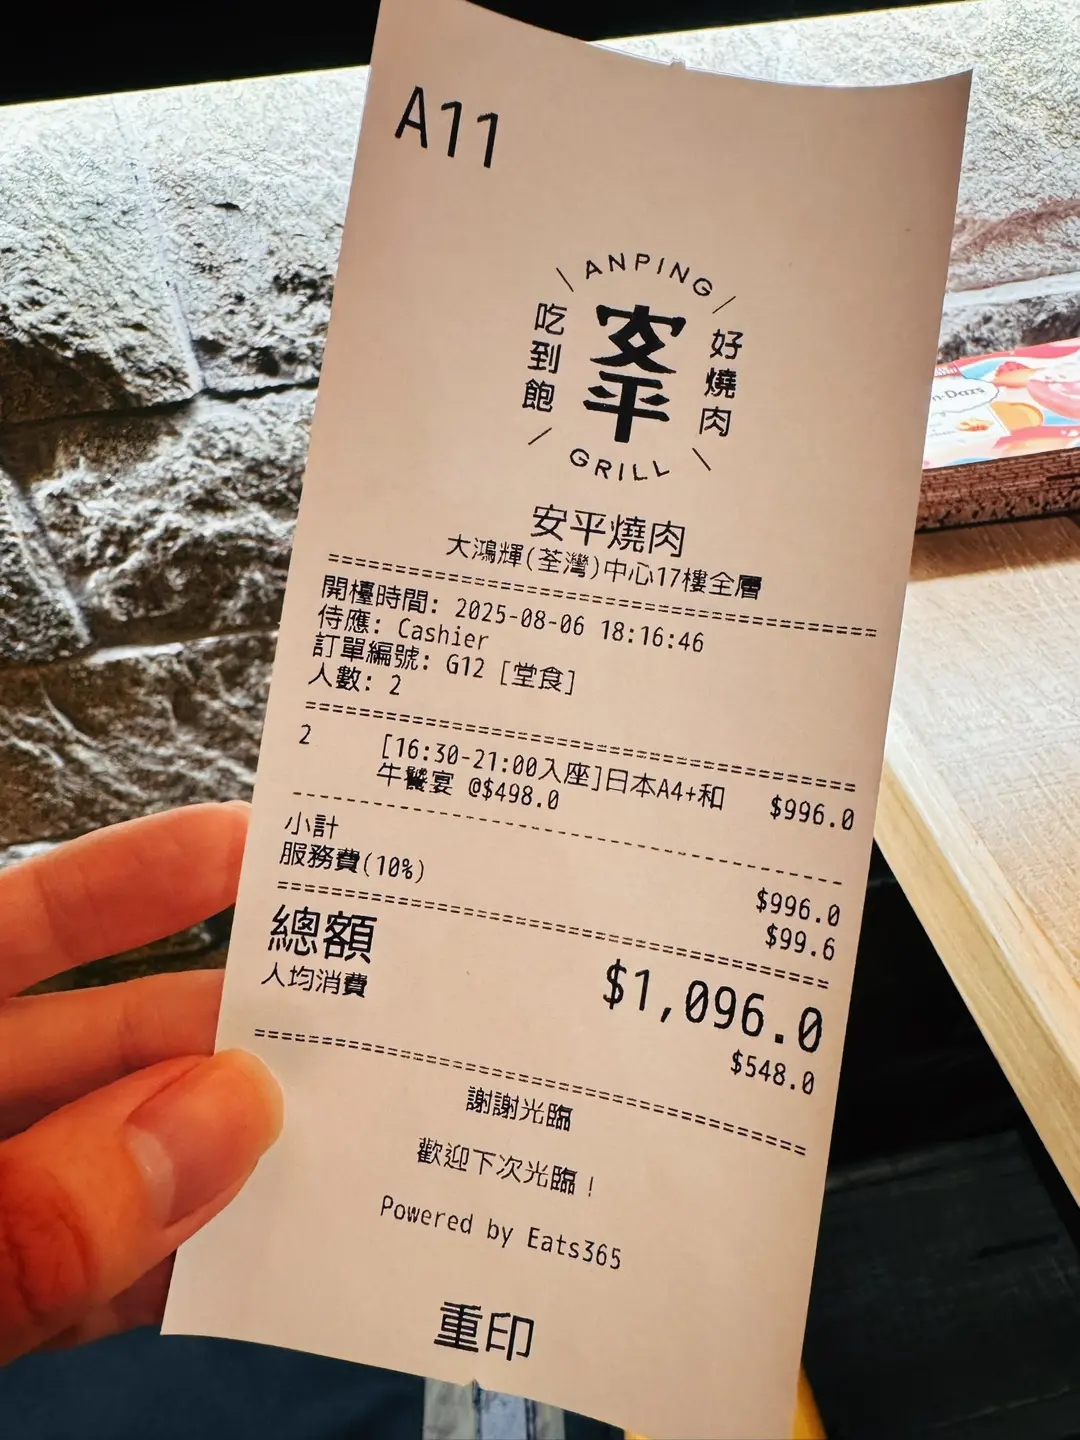 A11
ANPING
吃到飽
安平
好燒肉
GRILL
安平燒肉
大鴻輝(荃灣)中心17樓全層
開檯時間: 2025-08-06 18:16:46
侍應: Cashier
訂單編號: G12 [堂食]
人數: 2
2 [16:30-21:00入座]日本A4+和 $996.0
牛饗宴 @$498.0
小計 $996.0
服務費(10%) $99.6
總額 $1,096.0
人均消費 $548.0
謝謝光臨
歡迎下次光臨!
Powered by Eats365
重印